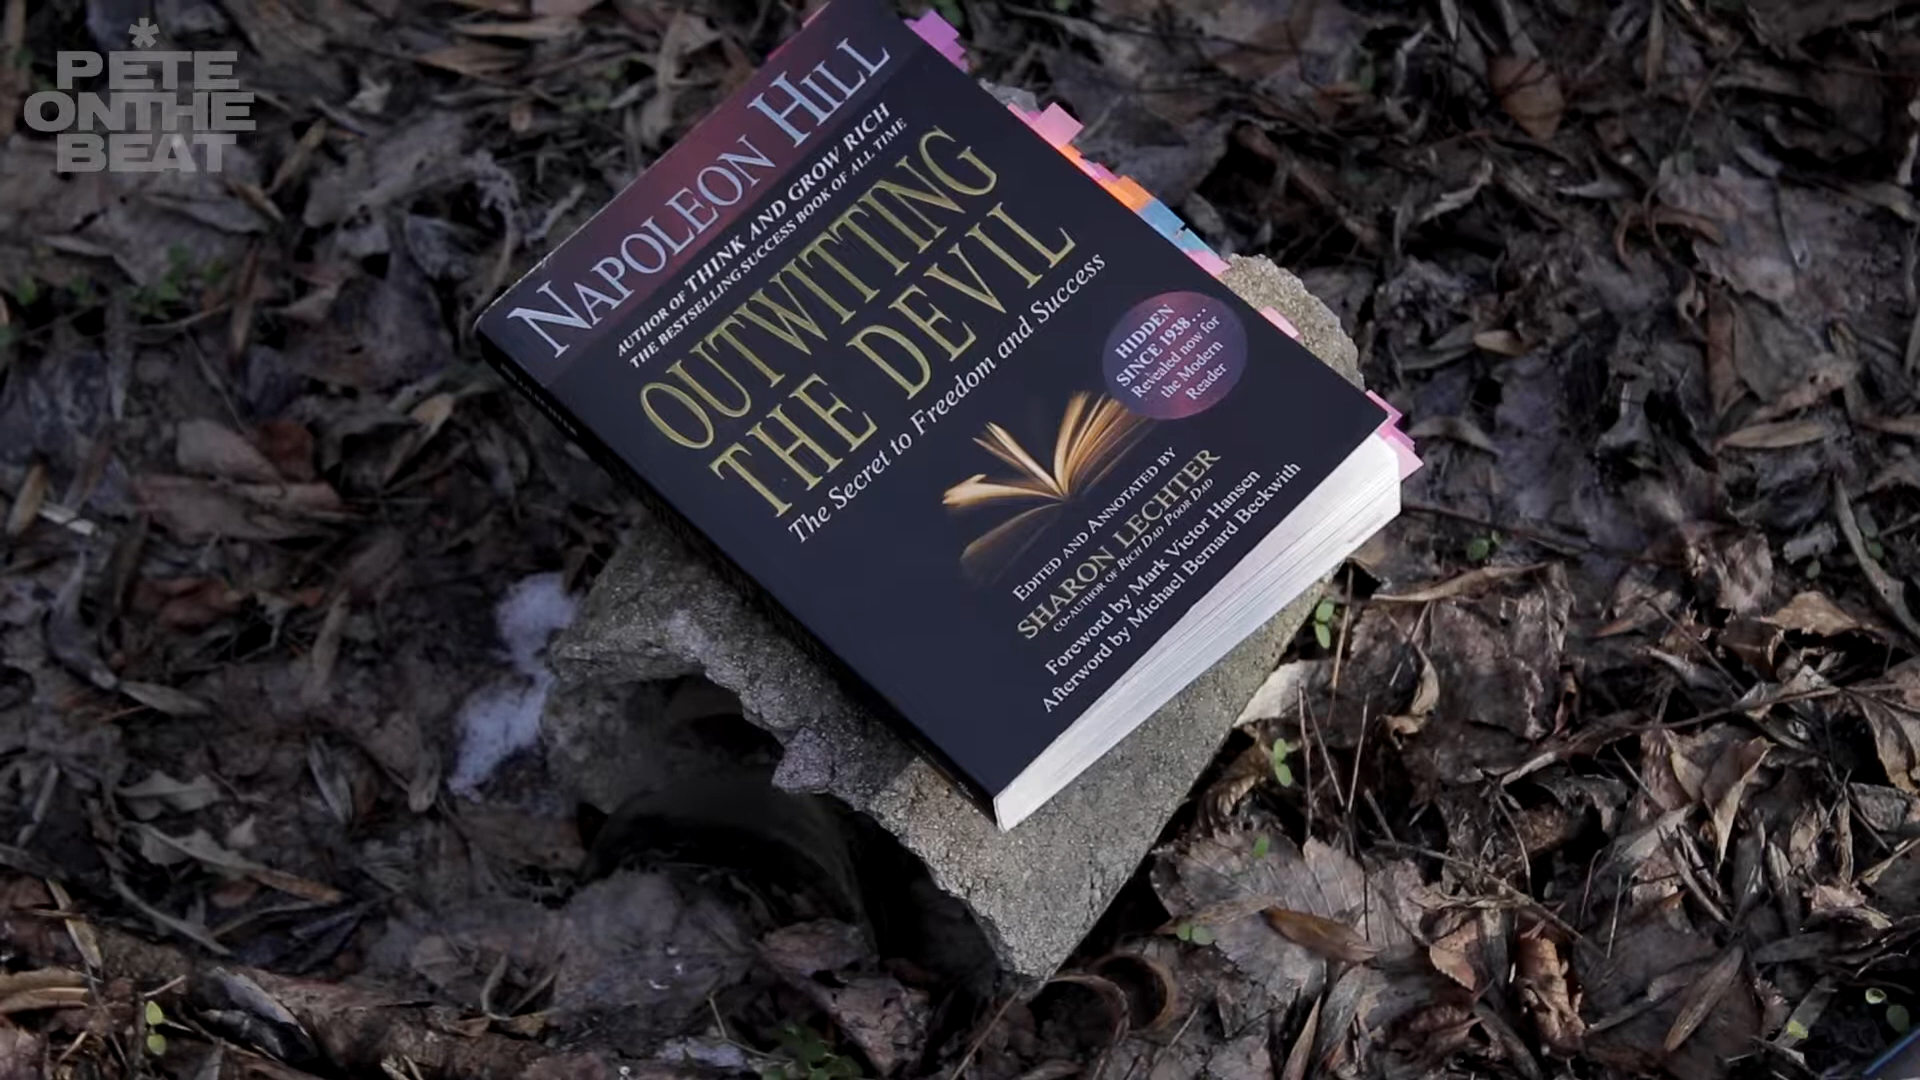 *
PETE
ONTHE
BEAT
NAPOLEON HILL
AUTHOR OF THINK AND GROW RICH
THE BESTSELLING SUCCESS BOOK OF ALL TIME
OUTWITTING
THE DEVIL
The Secret to Freedom and Success
HIDDEN
SINCE 1938...
Revealed now for
the Modern
Reader
EDITED AND ANNOTATED BY
SHARON LECHTER
CO-AUTHOR OF RICH DAD POOR DAD
Foreword by Mark Victor Hansen
Afterword by Michael Bernard Beckwith